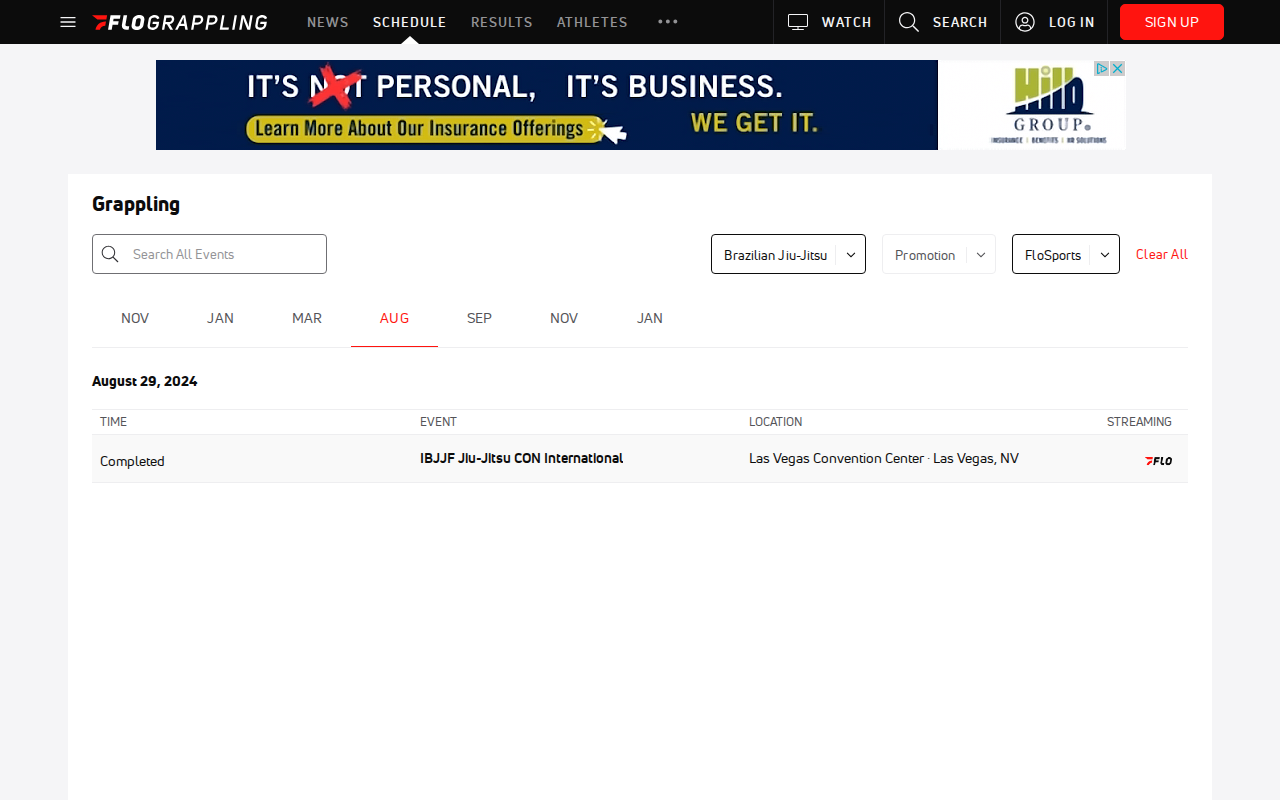 FLOGRAPPLING NEWS SCHEDULE RESULTS ATHLETES WATCH SEARCH LOG IN SIGN UP
IT'S NOT PERSONAL, IT'S BUSINESS.
Learn More About Our Insurance Offerings WE GET IT.
Hill
GROUP
INSURANCE | BENEFITS | HR SOLUTIONS
Grappling
Search All Events Brazilian Jiu-Jitsu Promotion FloSports Clear All
NOV JAN MAR AUG SEP NOV JAN
August 29, 2024
TIME EVENT LOCATION STREAMING
Completed IBJJF Jiu-Jitsu CON International Las Vegas Convention Center · Las Vegas, NV FLO